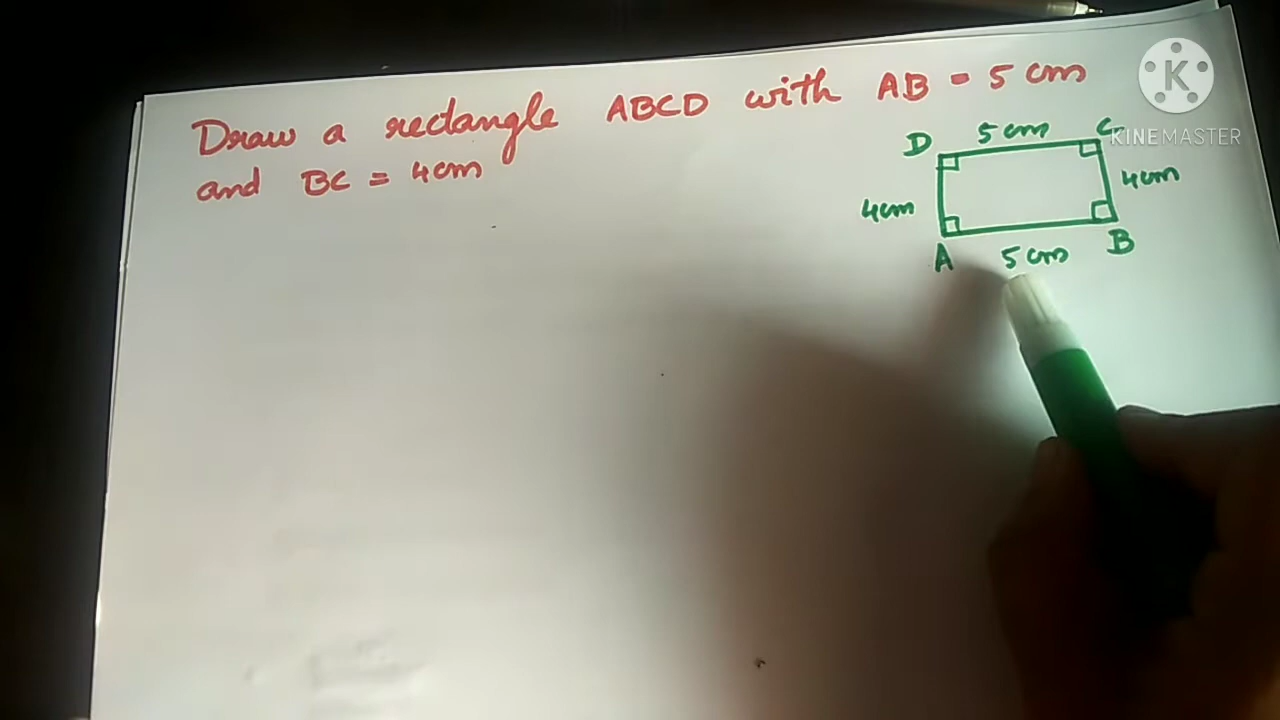 Draw a rectangle ABCD with AB = 5 cm
and BC = 4cm
D 5 cm C
4cm 4cm
A 5 cm B
K
KINEMASTER